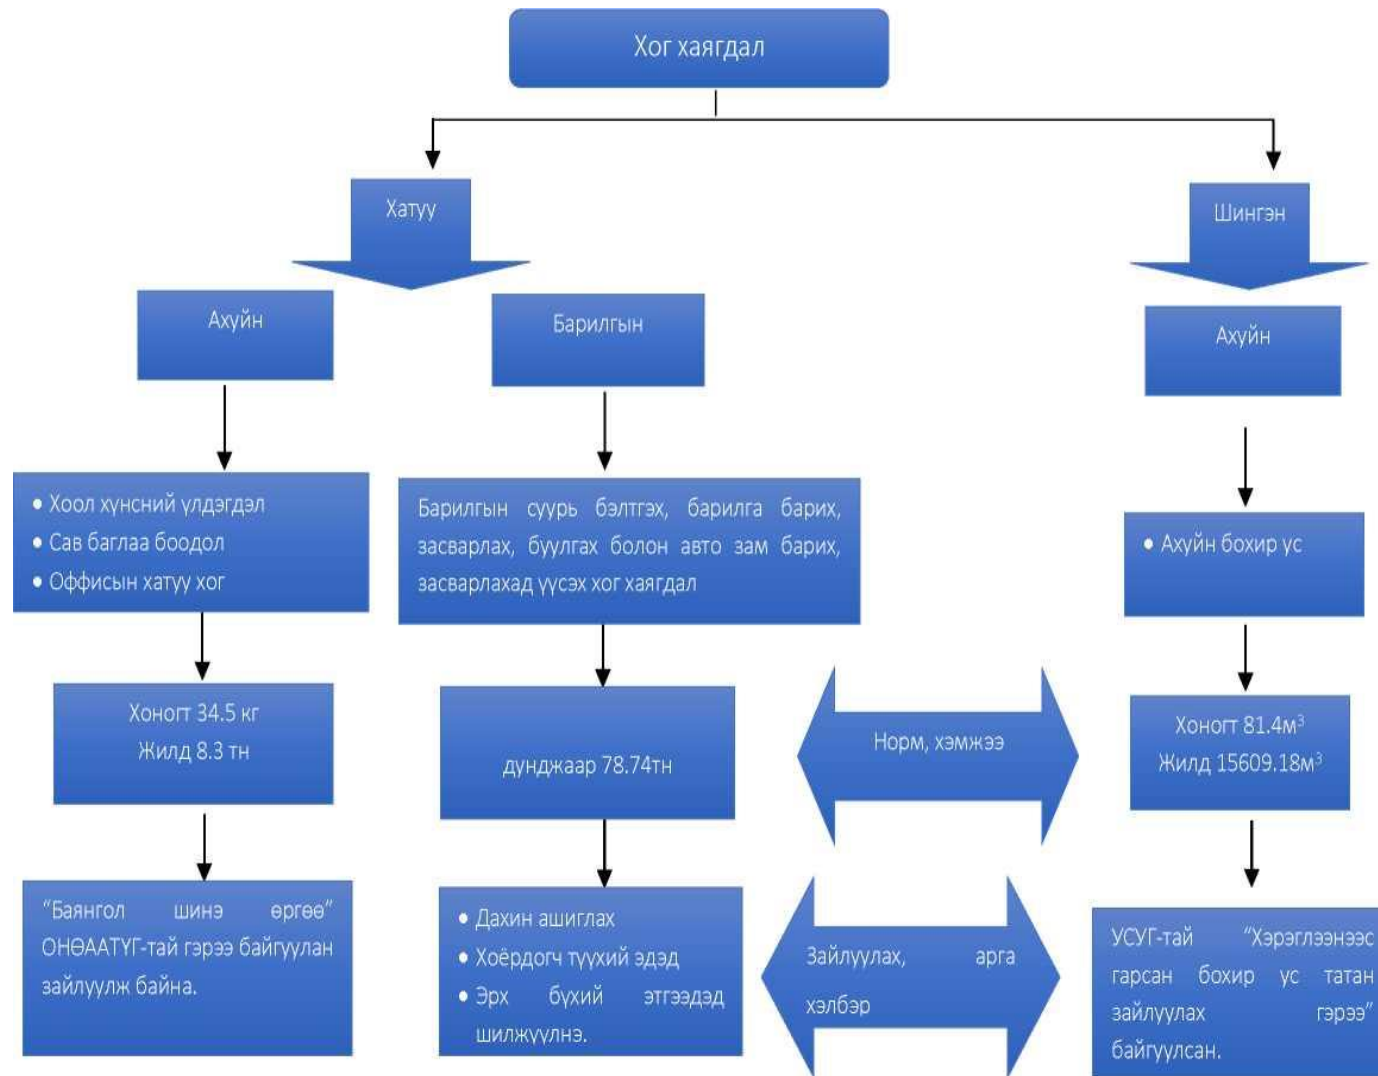 Хог хаягдал
Хатуу
Шингэн
Ахуйн
Барилгын
Ахуйн
• Хоол хүнсний үлдэгдэл
• Сав баглаа боодол
• Оффисын хатуу хог
Барилгын суурь бэлтгэх, барилга барих,
засварлах, буулгах болон авто зам барих,
засварлахад үүсэх хог хаягдал
• Ахуйн бохир ус
Хоногт 34.5 кг
Жилд 8.3 тн
дунджаар 78.74тн
Норм, хэмжээ
Хоногт 81.4м³
Жилд 15609.18м³
“Баянгол шинэ өргөө”
ОНӨААТҮГ-тай гэрээ байгуулан
зайлуулж байна.
• Дахин ашиглах
• Хоёрдогч түүхий эдэд
• Эрх бүхий этгээдэд
шилжүүлнэ.
Зайлуулах, арга
хэлбэр
УСУГ-тай “Хэрэглээнээс
гарсан бохир ус татан
зайлуулах гэрээ”
байгуулсан.